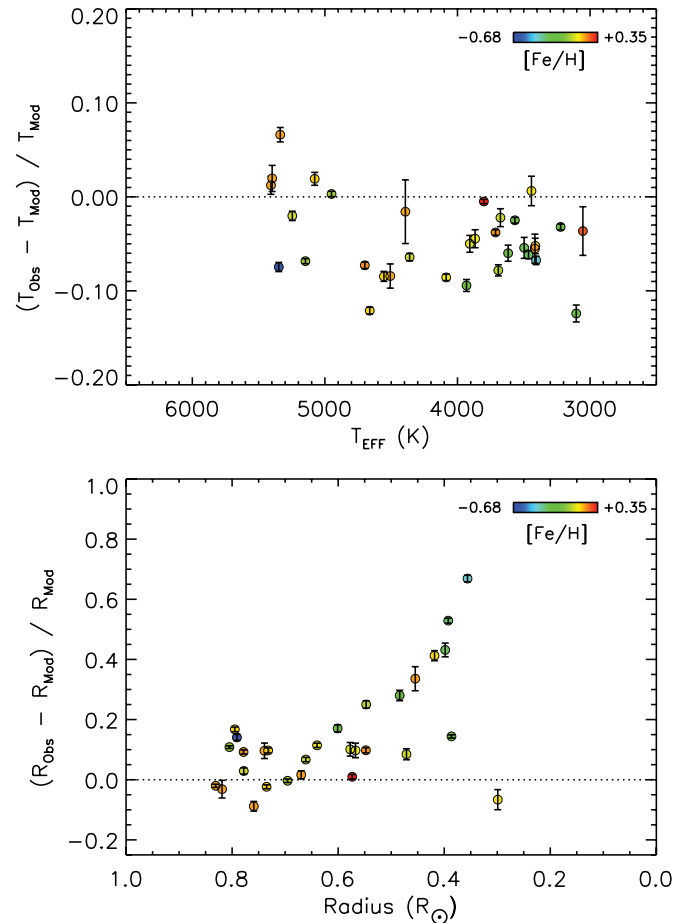 0.20
-0.68 +0.35
[Fe/H]
0.10
0.00
-0.10
-0.20
(T_Obs - T_Mod) / T_Mod
6000 5000 4000 3000
T_EFF (K)
1.0
-0.68 +0.35
[Fe/H]
0.8
0.6
0.4
0.2
0.0
-0.2
(R_Obs - R_Mod) / R_Mod
1.0 0.8 0.6 0.4 0.2 0.0
Radius (R_⊙)